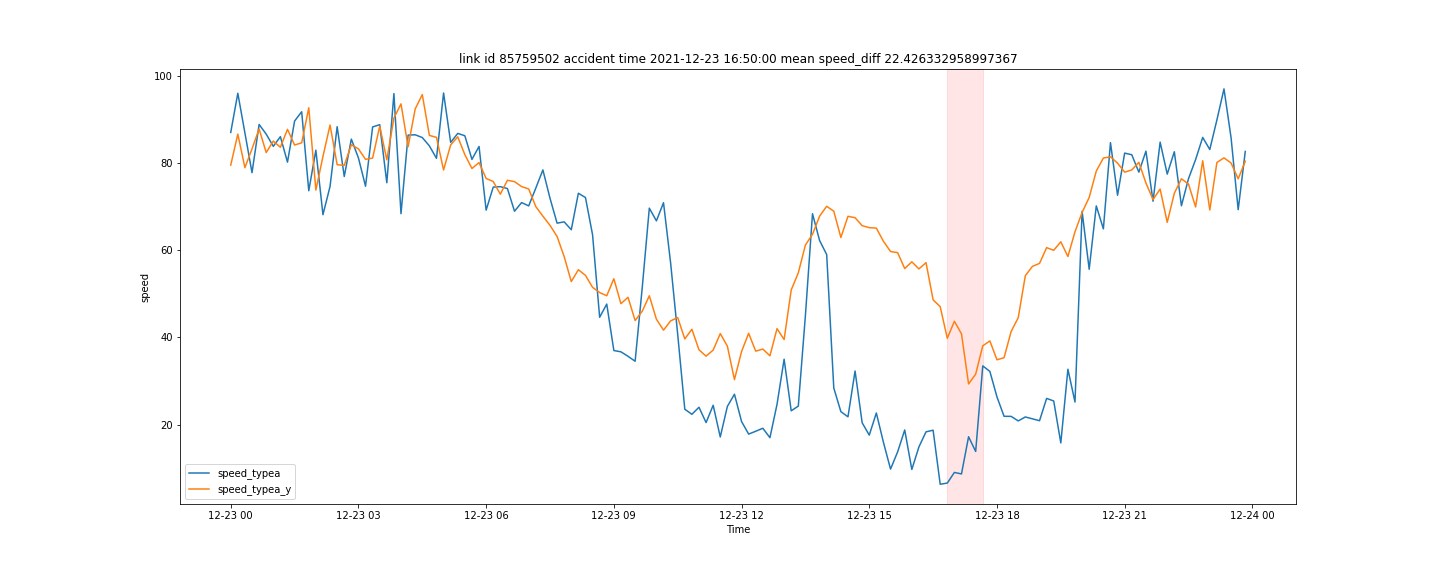 link id 85759502 accident time 2021-12-23 16:50:00 mean speed_diff 22.426332958997367
100
80
60
40
20
speed
speed_typea
speed_typea_y
12-23 00 12-23 03 12-23 06 12-23 09 12-23 12 12-23 15 12-23 18 12-23 21 12-24 00
Time